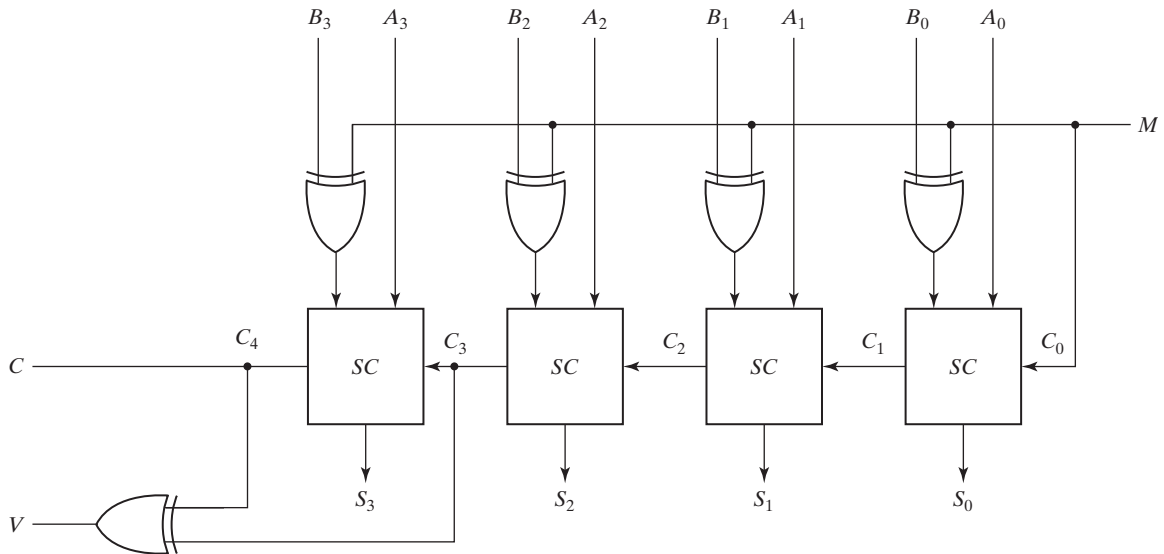 B₃ A₃ B₂ A₂ B₁ A₁ B₀ A₀
M
C₄ C₃ C₂ C₁ C₀
C SC SC SC SC
S₃ S₂ S₁ S₀
V